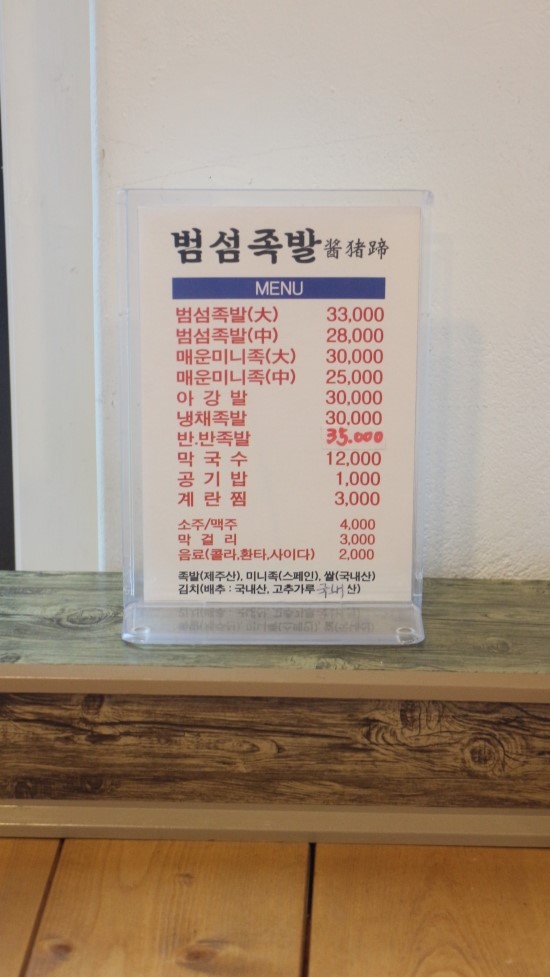 범섬족발 醬猪蹄
MENU
범섬족발(大) 33,000
범섬족발(中) 28,000
매운미니족(大) 30,000
매운미니족(中) 25,000
아 강 발 30,000
냉채족발 30,000
반.반족발 35.000
막 국 수 12,000
공 기 밥 1,000
계 란 찜 3,000
소주/맥주 4,000
막 걸 리 3,000
음료(콜라,환타,사이다) 2,000
족발(제주산), 미니족(스페인), 쌀(국내산)
김치(배추 : 국내산, 고추가루 국내산)